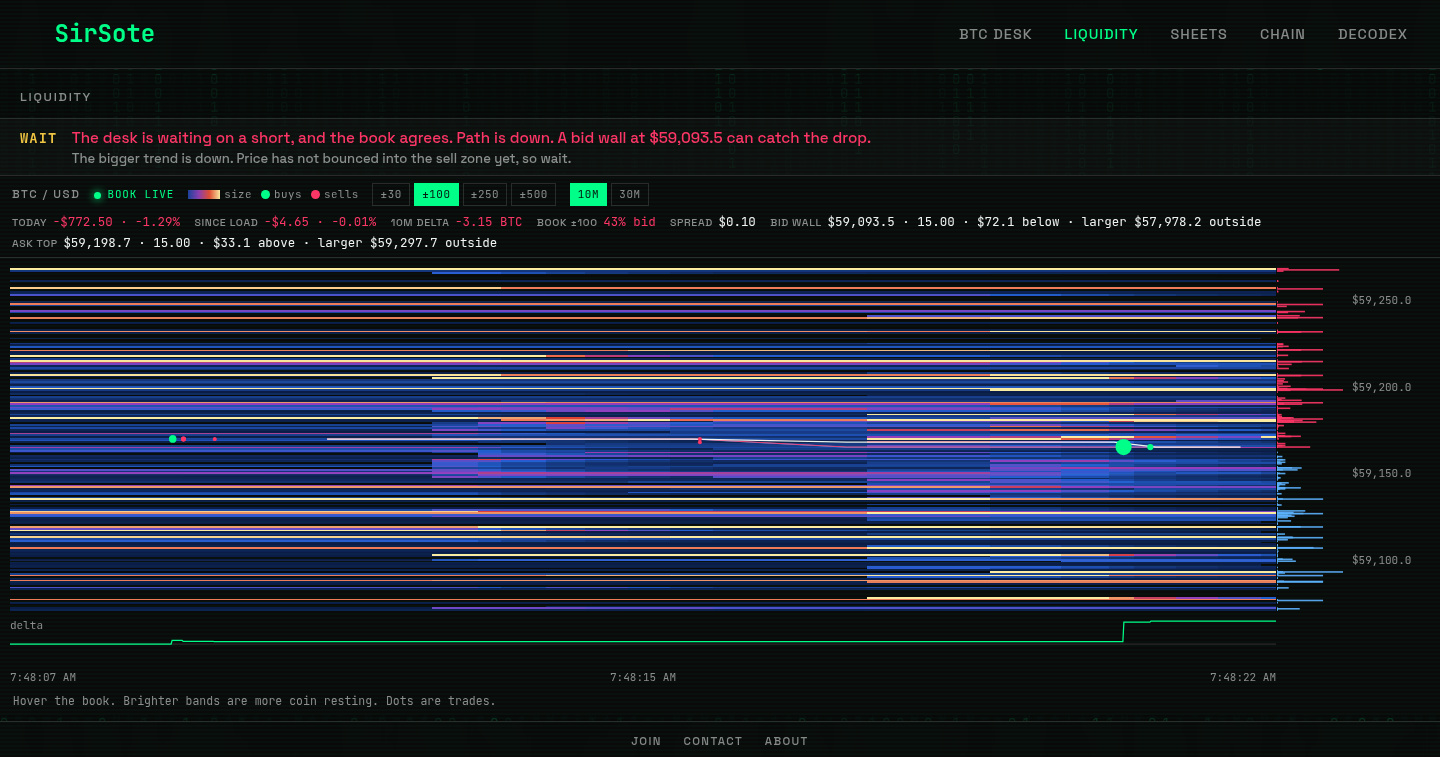 SirSote
BTC DESK LIQUIDITY SHEETS CHAIN DECODEX
LIQUIDITY
WAIT The desk is waiting on a short, and the book agrees. Path is down. A bid wall at $59,093.5 can catch the drop.
The bigger trend is down. Price has not bounced into the sell zone yet, so wait.
BTC / USD BOOK LIVE size buys sells ±30 ±100 ±250 ±500 10M 30M
TODAY -$772.50 · -1.29% SINCE LOAD -$4.65 · -0.01% 10M DELTA -3.15 BTC BOOK ±100 43% bid SPREAD $0.10 BID WALL $59,093.5 · 15.00 · $72.1 below · larger $57,978.2 outside
ASK TOP $59,198.7 · 15.00 · $33.1 above · larger $59,297.7 outside
$59,250.0
$59,200.0
$59,150.0
$59,100.0
delta
7:48:07 AM 7:48:15 AM 7:48:22 AM
Hover the book. Brighter bands are more coin resting. Dots are trades.
JOIN CONTACT ABOUT